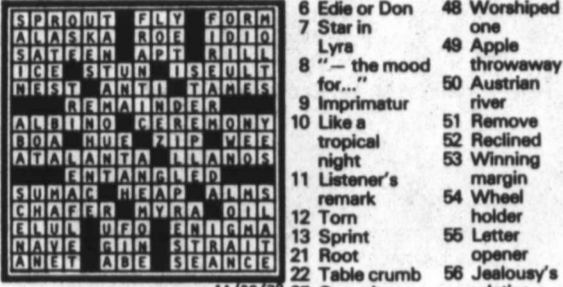 SPROUT FLY FORM
ALASKA ROE IDIO
SATEEN APT RILL
ICE STUN ISEULT
NEST ANTI TAMES
REMAINDER
ALBINO CEREMONY
BOA HUE ZIP WEE
ATALANTA LLANOS
ENTANGLED
SUMAC HEAP ALMS
CHAFER MYRA OIL
ELUL UFO ENIGMA
NAVE GIN STRAIT
ANET ABE SEANCE
6 Edie or Don
7 Star in
Lyra
8 "— the mood
for..."
9 Imprimatur
10 Like a
tropical
night
11 Listener's
remark
12 Torn
13 Sprint
21 Root
22 Table crumb
48 Worshiped
one
49 Apple
throwaway
50 Austrian
river
51 Remove
52 Reclined
53 Winning
margin
54 Wheel
holder
55 Letter
opener
56 Jealousy's